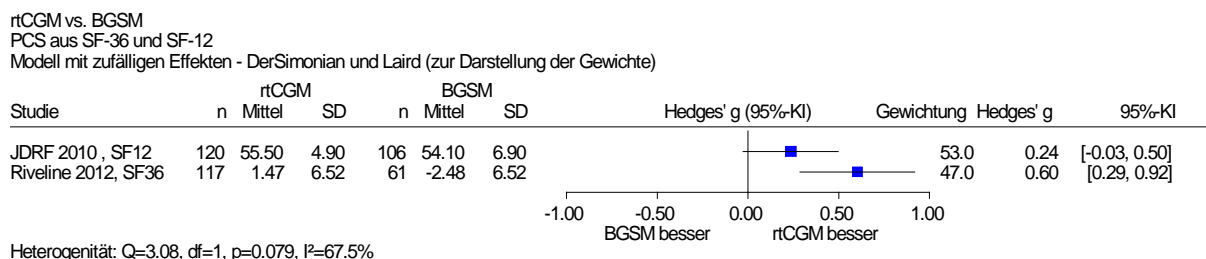 rtCGM vs. BGSM
PCS aus SF-36 und SF-12
Modell mit zufälligen Effekten - DerSimonian und Laird (zur Darstellung der Gewichte)
rtCGM BGSM
Studie n Mittel SD n Mittel SD Hedges' g (95%-KI) Gewichtung Hedges' g 95%-KI
JDRF 2010 , SF12 120 55.50 4.90 106 54.10 6.90 53.0 0.24 [-0.03, 0.50]
Riveline 2012, SF36 117 1.47 6.52 61 -2.48 6.52 47.0 0.60 [0.29, 0.92]
-1.00 -0.50 0.00 0.50 1.00
BGSM besser rtCGM besser
Heterogenität: Q=3.08, df=1, p=0.079, I²=67.5%